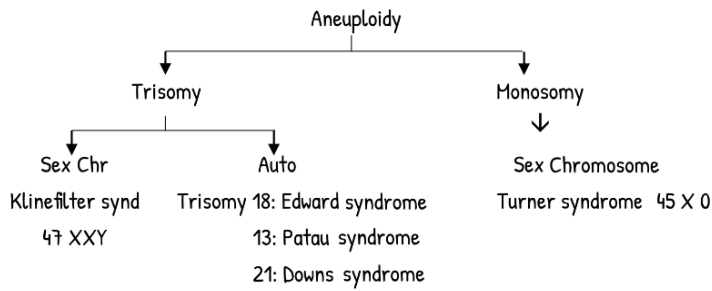 Aneuploidy
Trisomy
Monosomy
Sex Chr
Auto
Sex Chromosome
Klinefilter synd
Trisomy 18: Edward syndrome
Turner syndrome 45 X 0
47 XXY
13: Patau syndrome
21: Downs syndrome